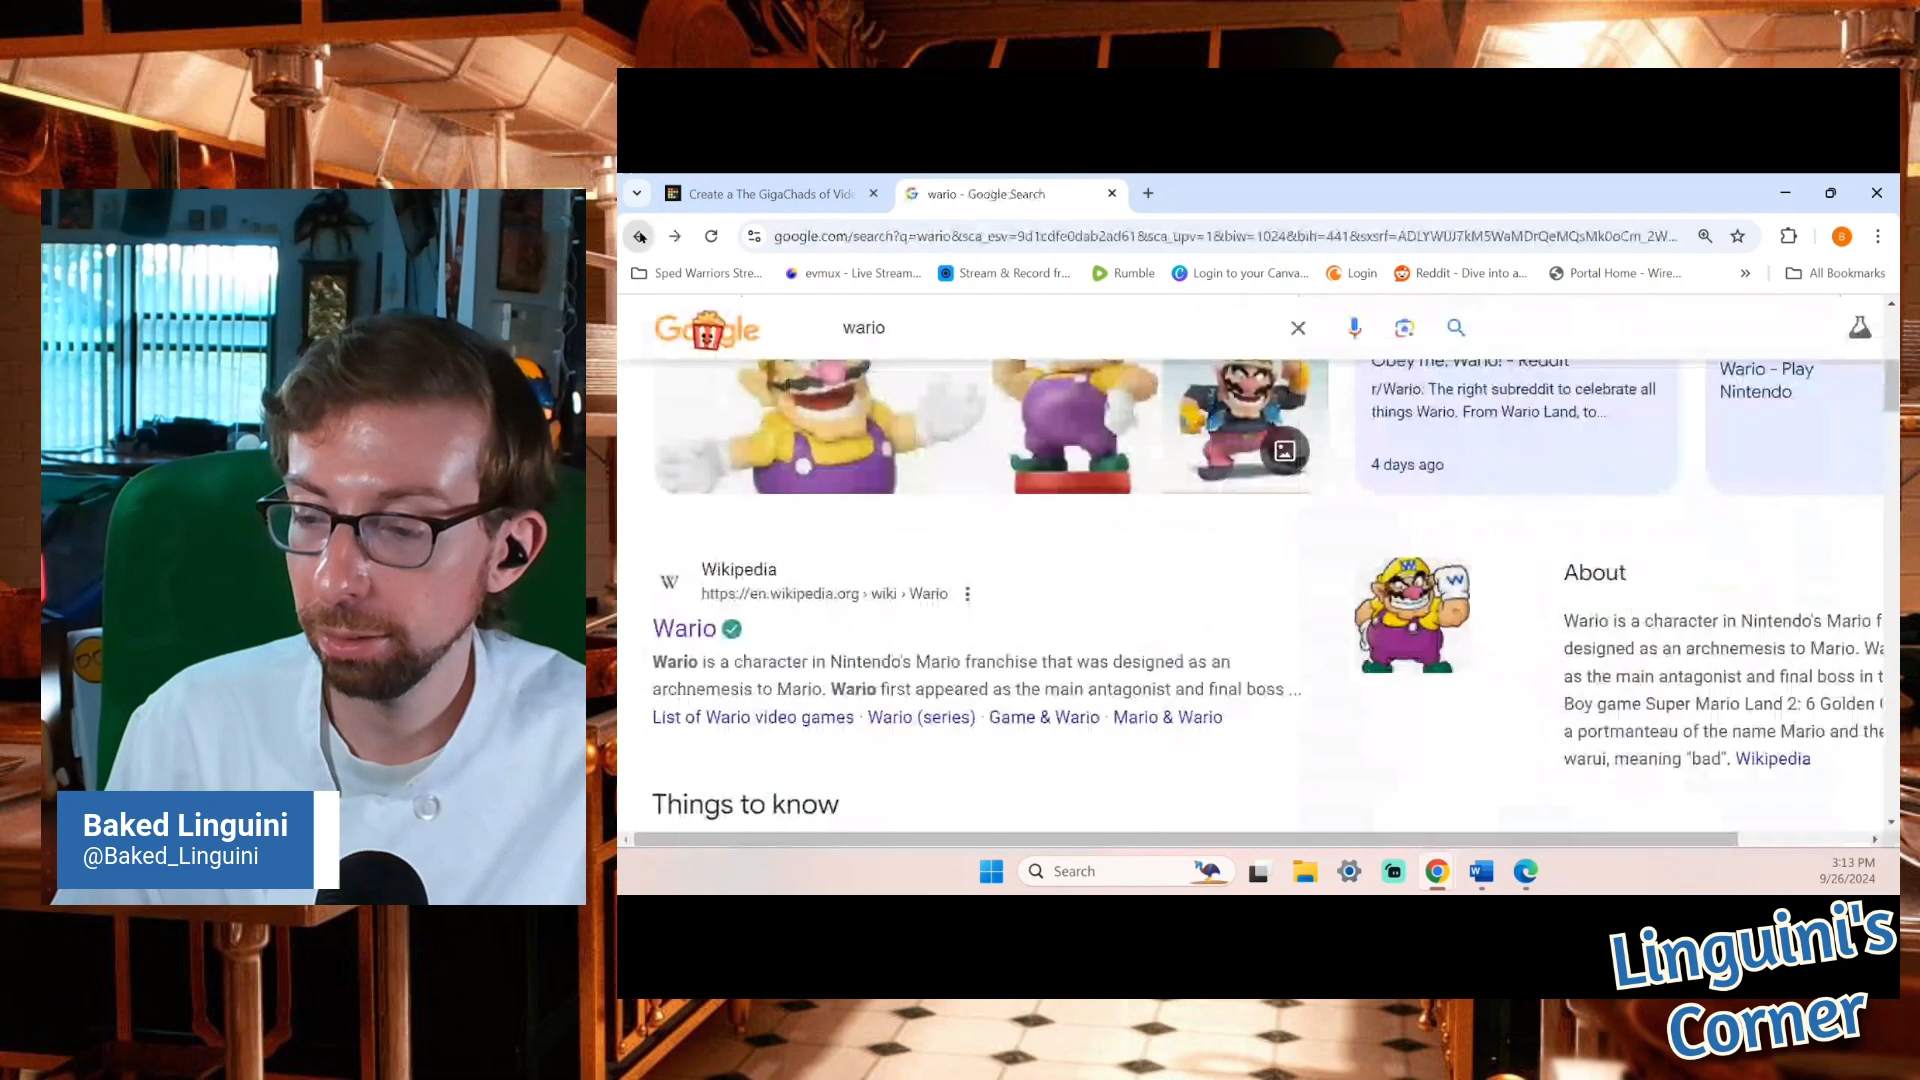 Create a The GigaChads of Vide
wario - Google Search
google.com/search?q=wario&sca_esv=9d1cdfe0dab2ad61&sca_upv=1&biw=1024&bih=441&sxsrf=ADLYWIJJ7kM5WaMDrQeMQsMk0oCm_2W...
Sped Warriors Stre...
evmux - Live Stream...
Stream & Record fr...
Rumble
Login to your Canva...
Login
Reddit - Dive into a...
Portal Home - Wire...
All Bookmarks
Google
wario
Obey me, Wario! - Reddit
r/Wario. The right subreddit to celebrate all
things Wario. From Wario Land, to...
4 days ago
Wario - Play
Nintendo
Wikipedia
https://en.wikipedia.org › wiki › Wario
Wario
Wario is a character in Nintendo's Mario franchise that was designed as an
archnemesis to Mario. Wario first appeared as the main antagonist and final boss ...
List of Wario video games · Wario (series) · Game & Wario · Mario & Wario
Things to know
About
Wario is a character in Nintendo's Mario f
designed as an archnemesis to Mario. Wa
as the main antagonist and final boss in t
Boy game Super Mario Land 2: 6 Golden
a portmanteau of the name Mario and the
warui, meaning "bad". Wikipedia
Search
3:13 PM
9/26/2024
Baked Linguini
@Baked_Linguini
Linguini's
Corner